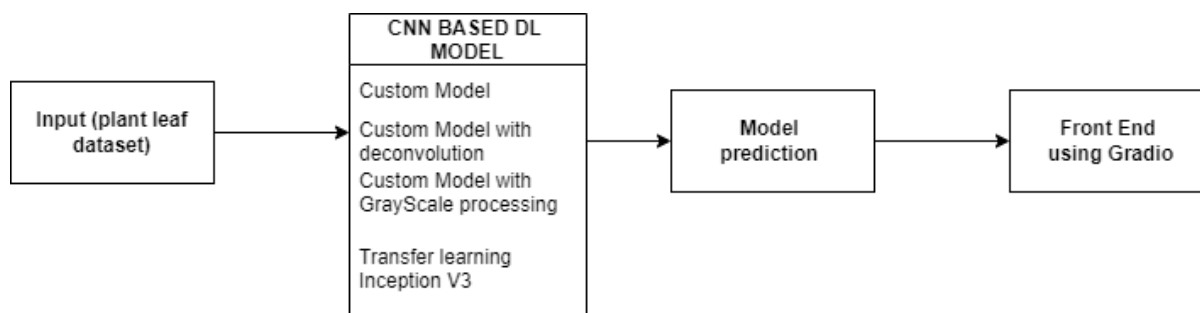 Input (plant leaf
dataset)
CNN BASED DL
MODEL
Custom Model
Custom Model with
deconvolution
Custom Model with
GrayScale processing
Transfer learning
Inception V3
Model
prediction
Front End
using Gradio